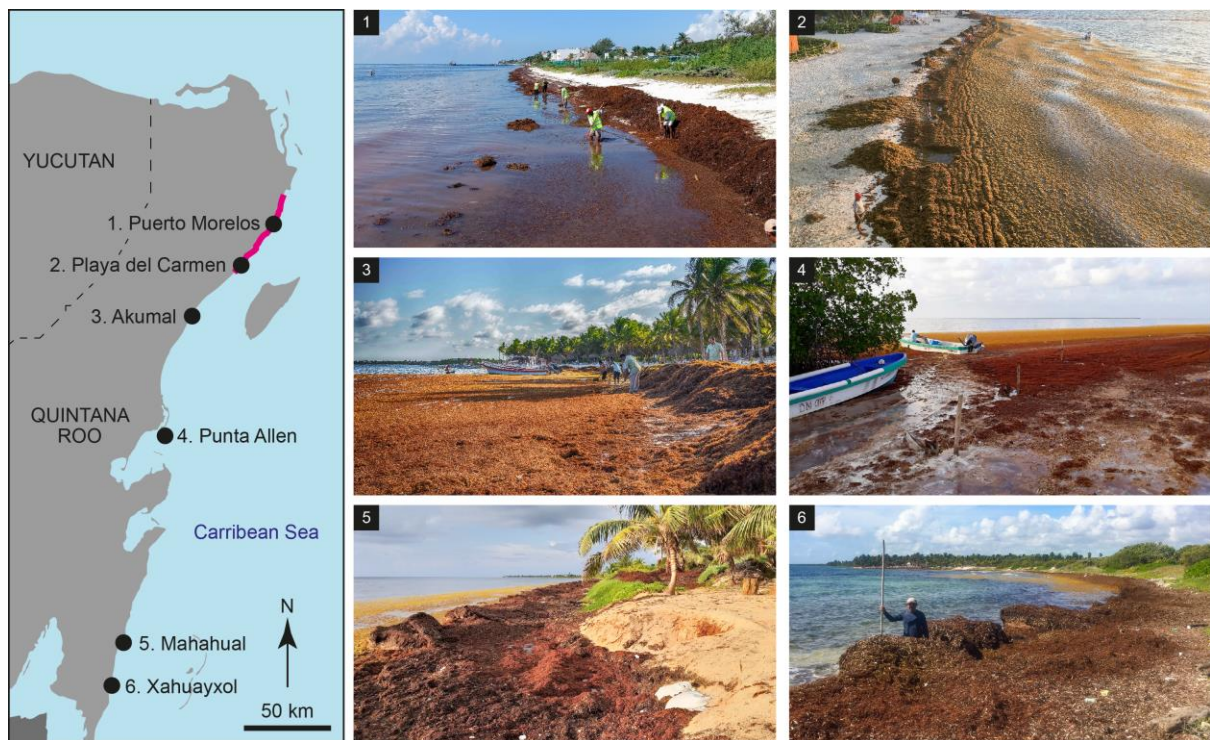 YUCUTAN
1. Puerto Morelos
2. Playa del Carmen
3. Akumal
QUINTANA
ROO
4. Punta Allen
Carribean Sea
N
5. Mahahual
6. Xahuayxol
50 km
1
2
3
4
5
6